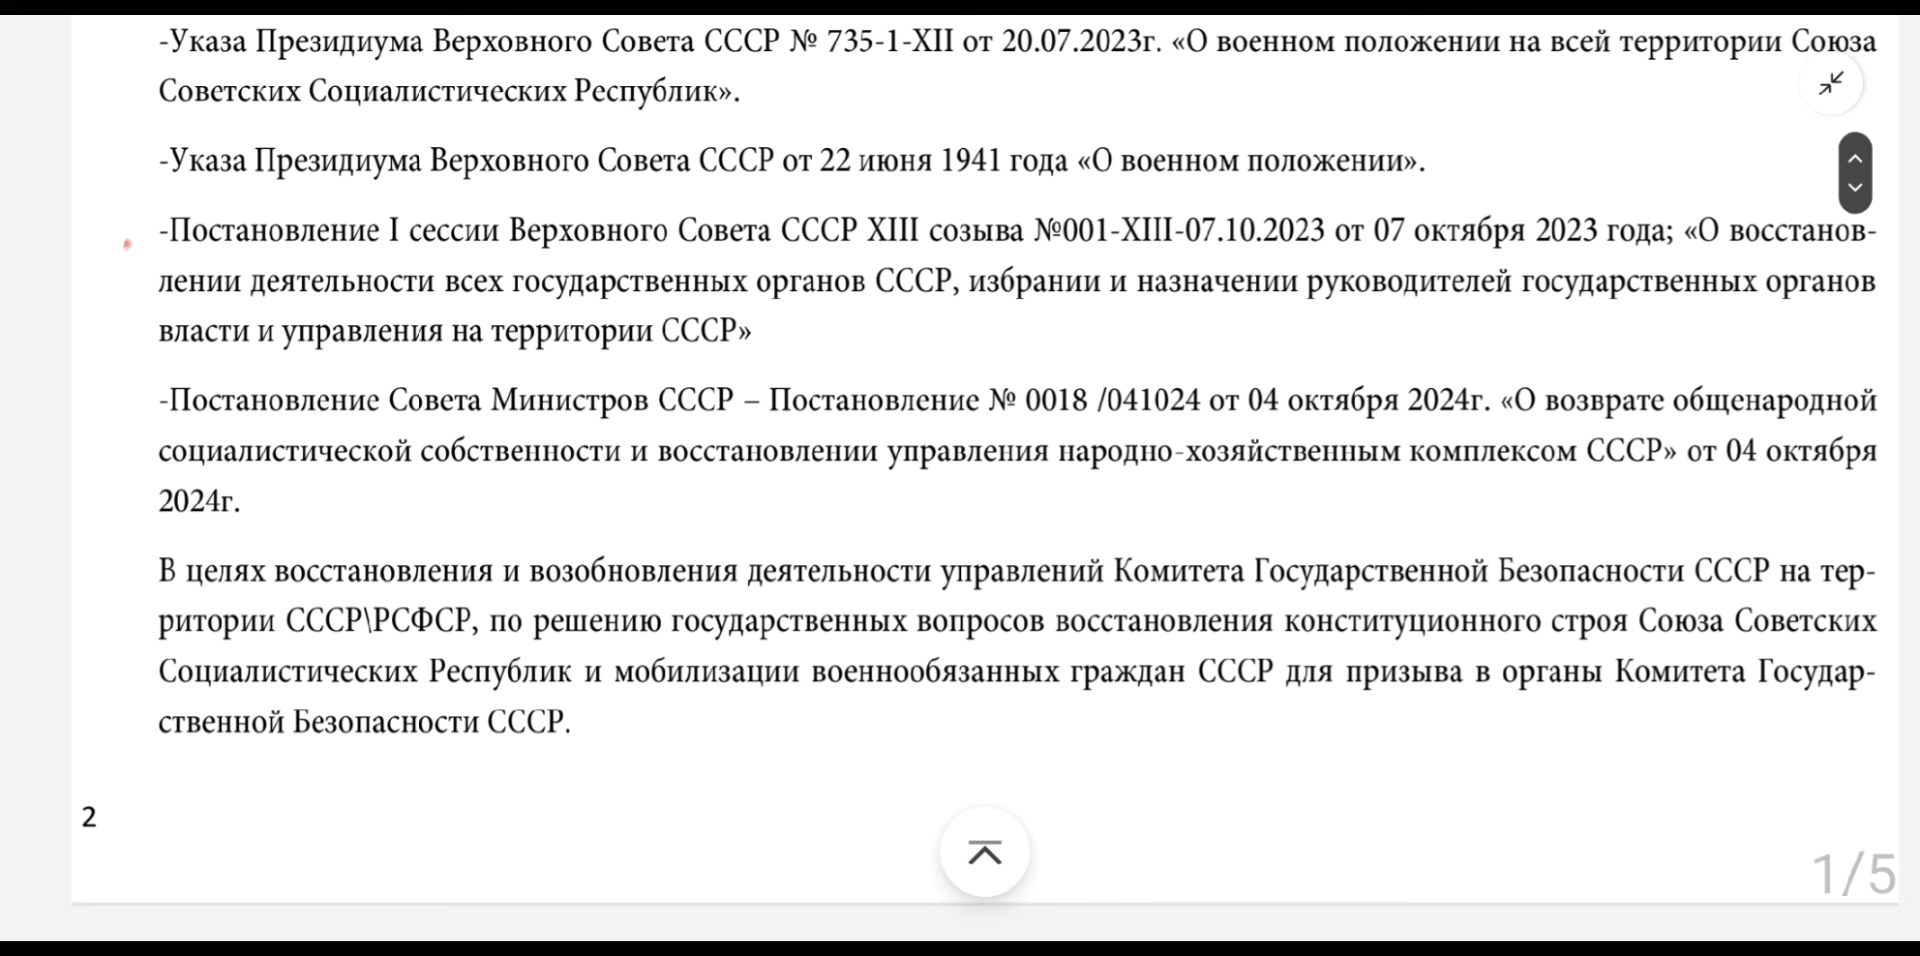 -Указа Президиума Верховного Совета СССР № 735-1-XII от 20.07.2023г. «О военном положении на всей территории Союза
Советских Социалистических Республик».
-Указа Президиума Верховного Совета СССР от 22 июня 1941 года «О военном положении».
-Постановление I сессии Верховного Совета СССР XIII созыва №001-XIII-07.10.2023 от 07 октября 2023 года; «О восстанов-
лении деятельности всех государственных органов СССР, избрании и назначении руководителей государственных органов
власти и управления на территории СССР»
-Постановление Совета Министров СССР – Постановление № 0018 /041024 от 04 октября 2024г. «О возврате общенародной
социалистической собственности и восстановлении управления народно-хозяйственным комплексом СССР» от 04 октября
2024г.
В целях восстановления и возобновления деятельности управлений Комитета Государственной Безопасности СССР на тер-
ритории СССР\РСФСР, по решению государственных вопросов восстановления конституционного строя Союза Советских
Социалистических Республик и мобилизации военнообязанных граждан СССР для призыва в органы Комитета Государ-
ственной Безопасности СССР.
2
1/5